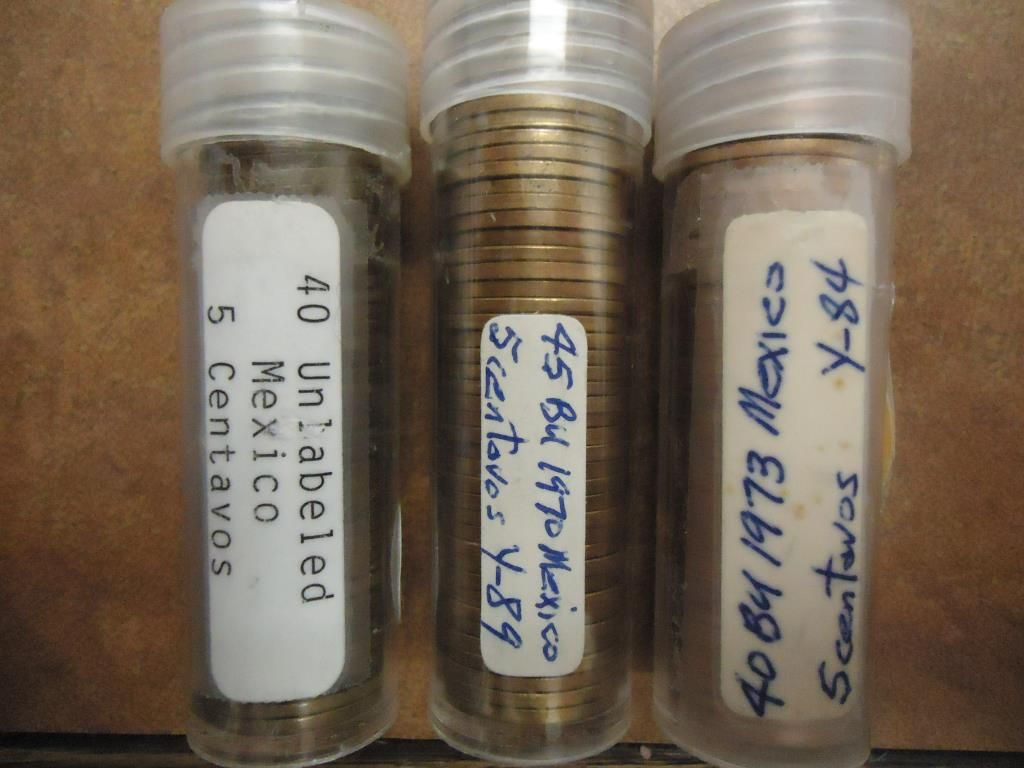 40 Unlabeled
Mexico
5 Centavos
45 BU 1970 Mexico
5 centavos Y-89
40 BU 1973 Mexico
5 centavos Y-84